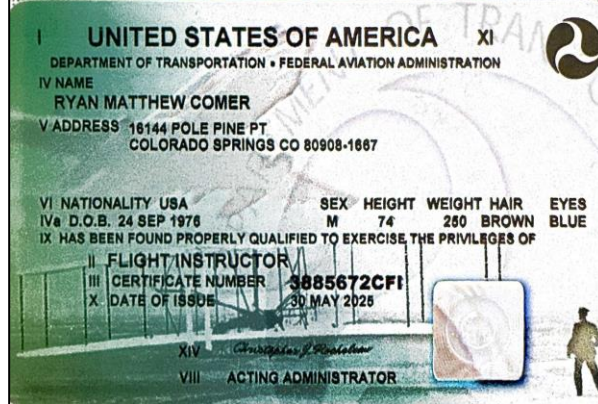 I UNITED STATES OF AMERICA XI
DEPARTMENT OF TRANSPORTATION • FEDERAL AVIATION ADMINISTRATION
IV NAME
RYAN MATTHEW COMER
V ADDRESS 16144 POLE PINE PT
COLORADO SPRINGS CO 80908-1667
VI NATIONALITY USA SEX HEIGHT WEIGHT HAIR EYES
IVa D.O.B. 24 SEP 1976 M 74 250 BROWN BLUE
IX HAS BEEN FOUND PROPERLY QUALIFIED TO EXERCISE THE PRIVILEGES OF
II FLIGHT INSTRUCTOR
III CERTIFICATE NUMBER 3885672CFI
X DATE OF ISSUE 30 MAY 2025
XIV
VIII ACTING ADMINISTRATOR